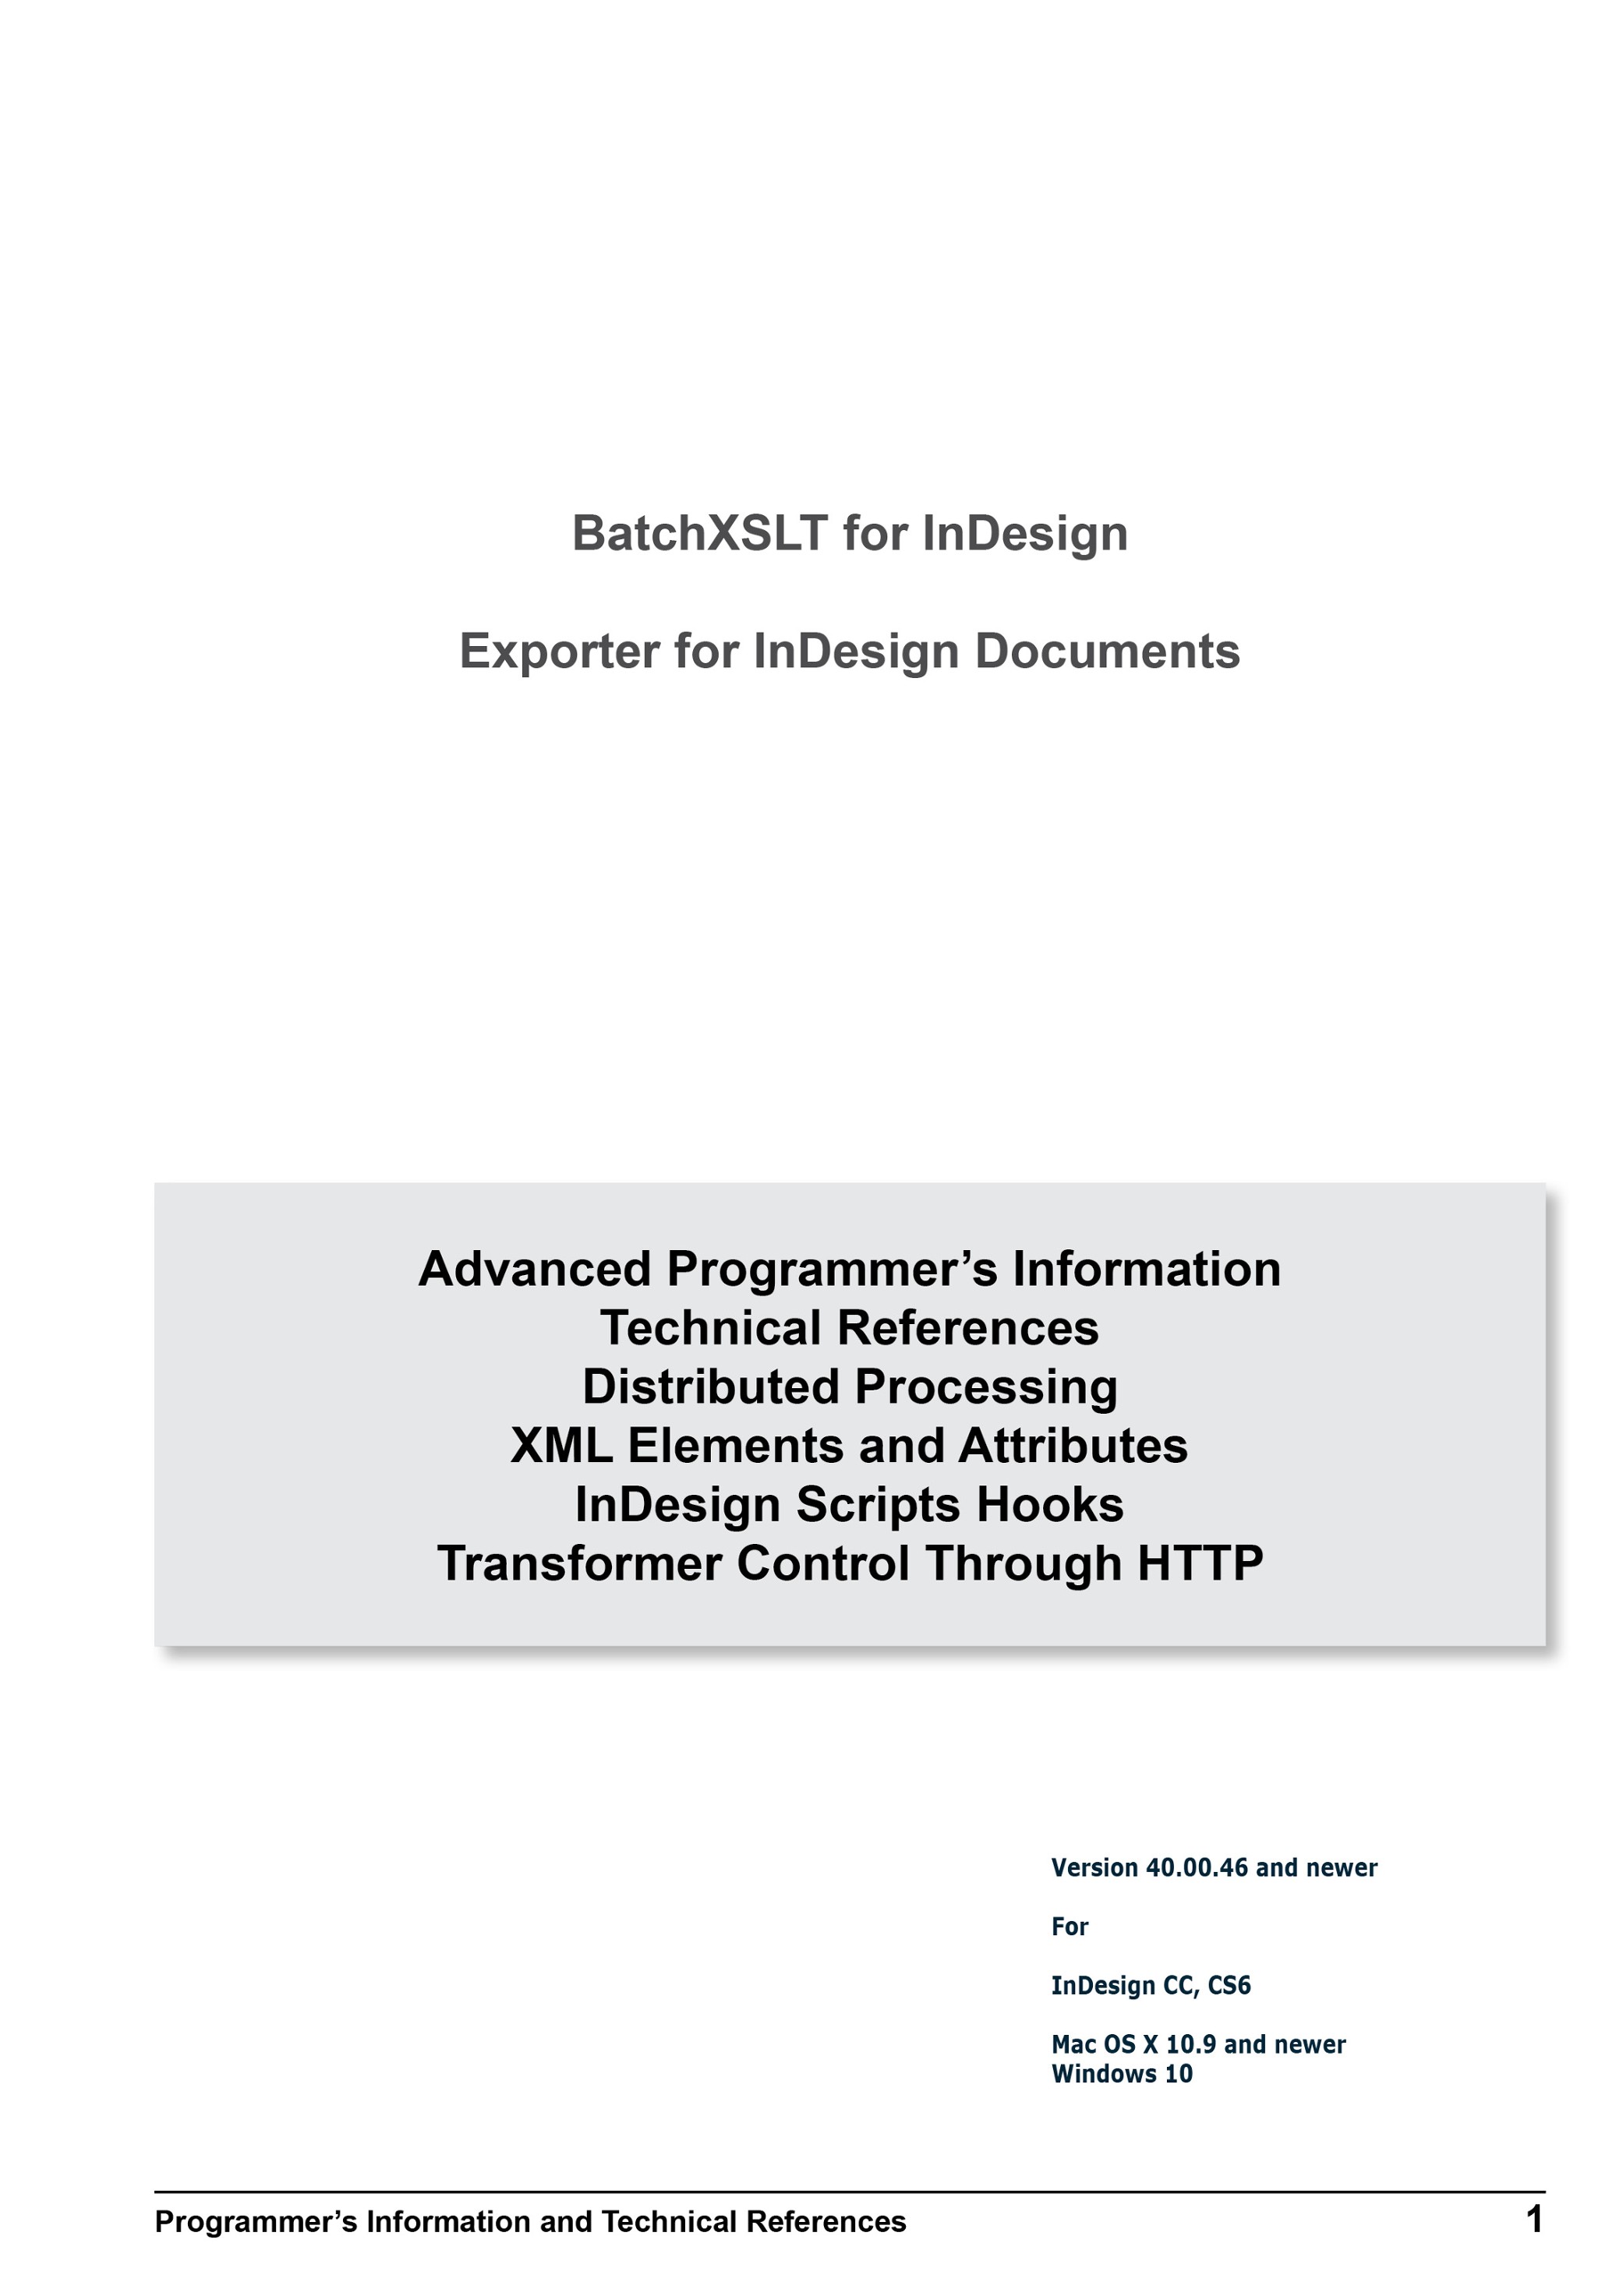 BatchXSLT for InDesign
Exporter for InDesign Documents
Advanced Programmer’s Information
Technical References
Distributed Processing
XML Elements and Attributes
InDesign Scripts Hooks
Transformer Control Through HTTP
Version 40.00.46 and newer
For
InDesign CC, CS6
Mac OS X 10.9 and newer
Windows 10
Programmer’s Information and Technical References 1